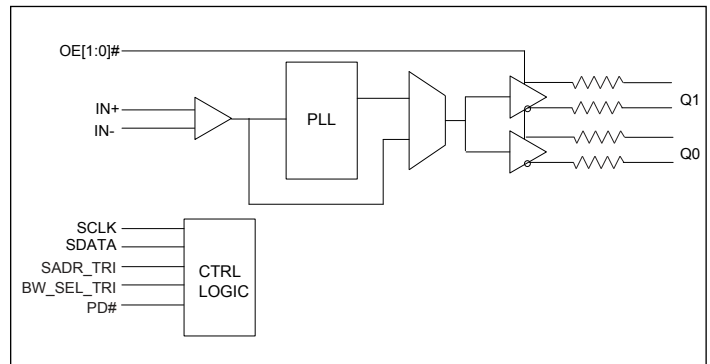 OE[1:0]#
IN+
IN-
PLL
Q1
Q0
SCLK
SDATA
SADR_TRI
BW_SEL_TRI
PD#
CTRL
LOGIC